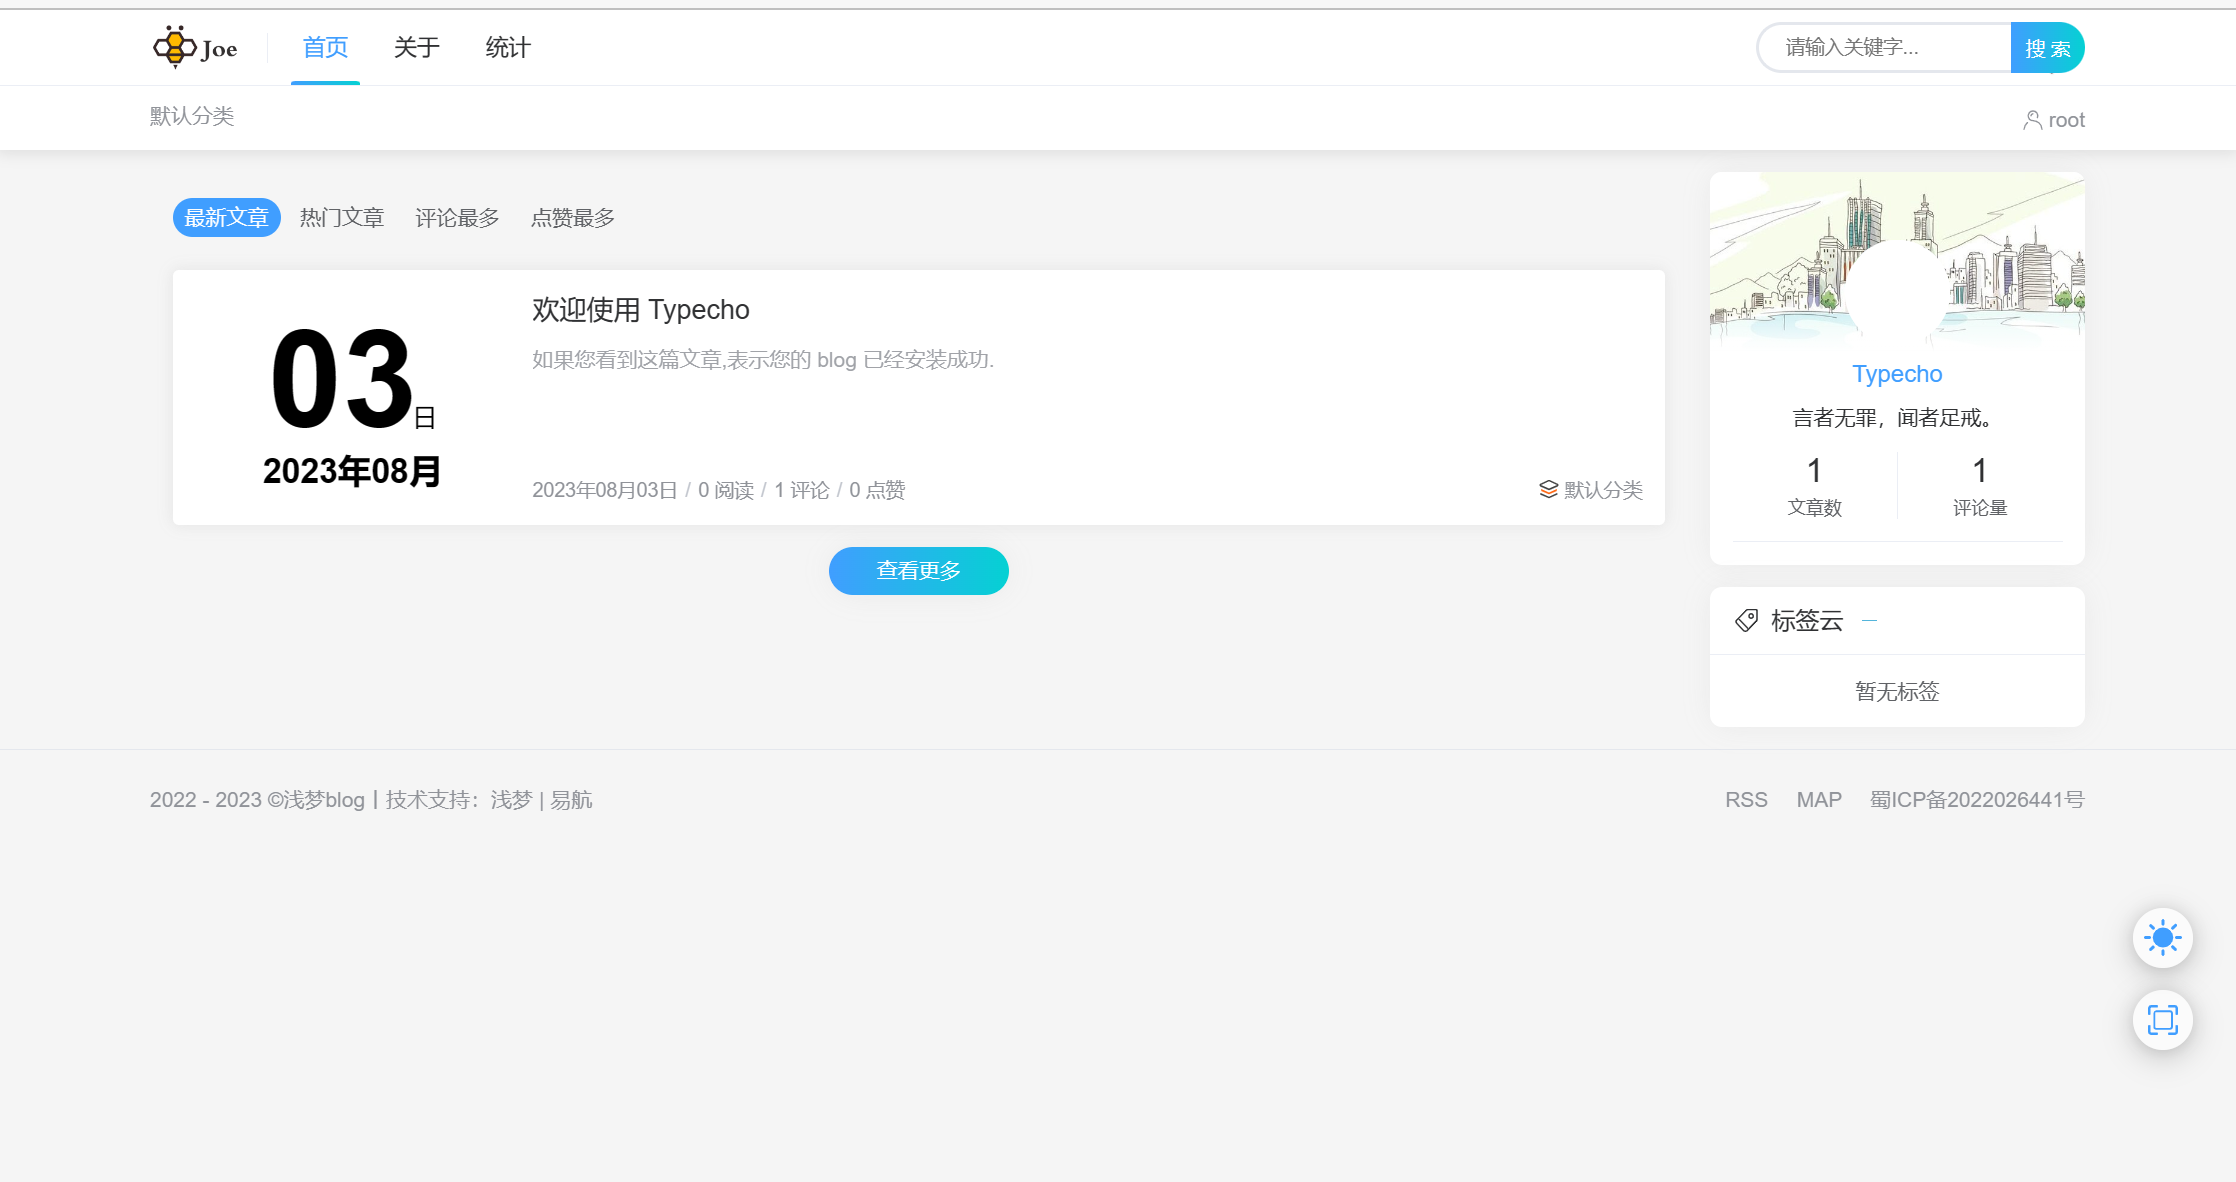 Joe
首页 关于 统计
请输入关键字...
搜 索
默认分类
root
最新文章 热门文章 评论最多 点赞最多
03日
2023年08月
欢迎使用 Typecho
如果您看到这篇文章,表示您的 blog 已经安装成功.
2023年08月03日 / 0 阅读 / 1 评论 / 0 点赞
默认分类
查看更多
Typecho
言者无罪，闻者足戒。
1
文章数
1
评论量
标签云
暂无标签
2022 - 2023 ©浅梦blog丨技术支持：浅梦 | 易航
RSS MAP 蜀ICP备2022026441号